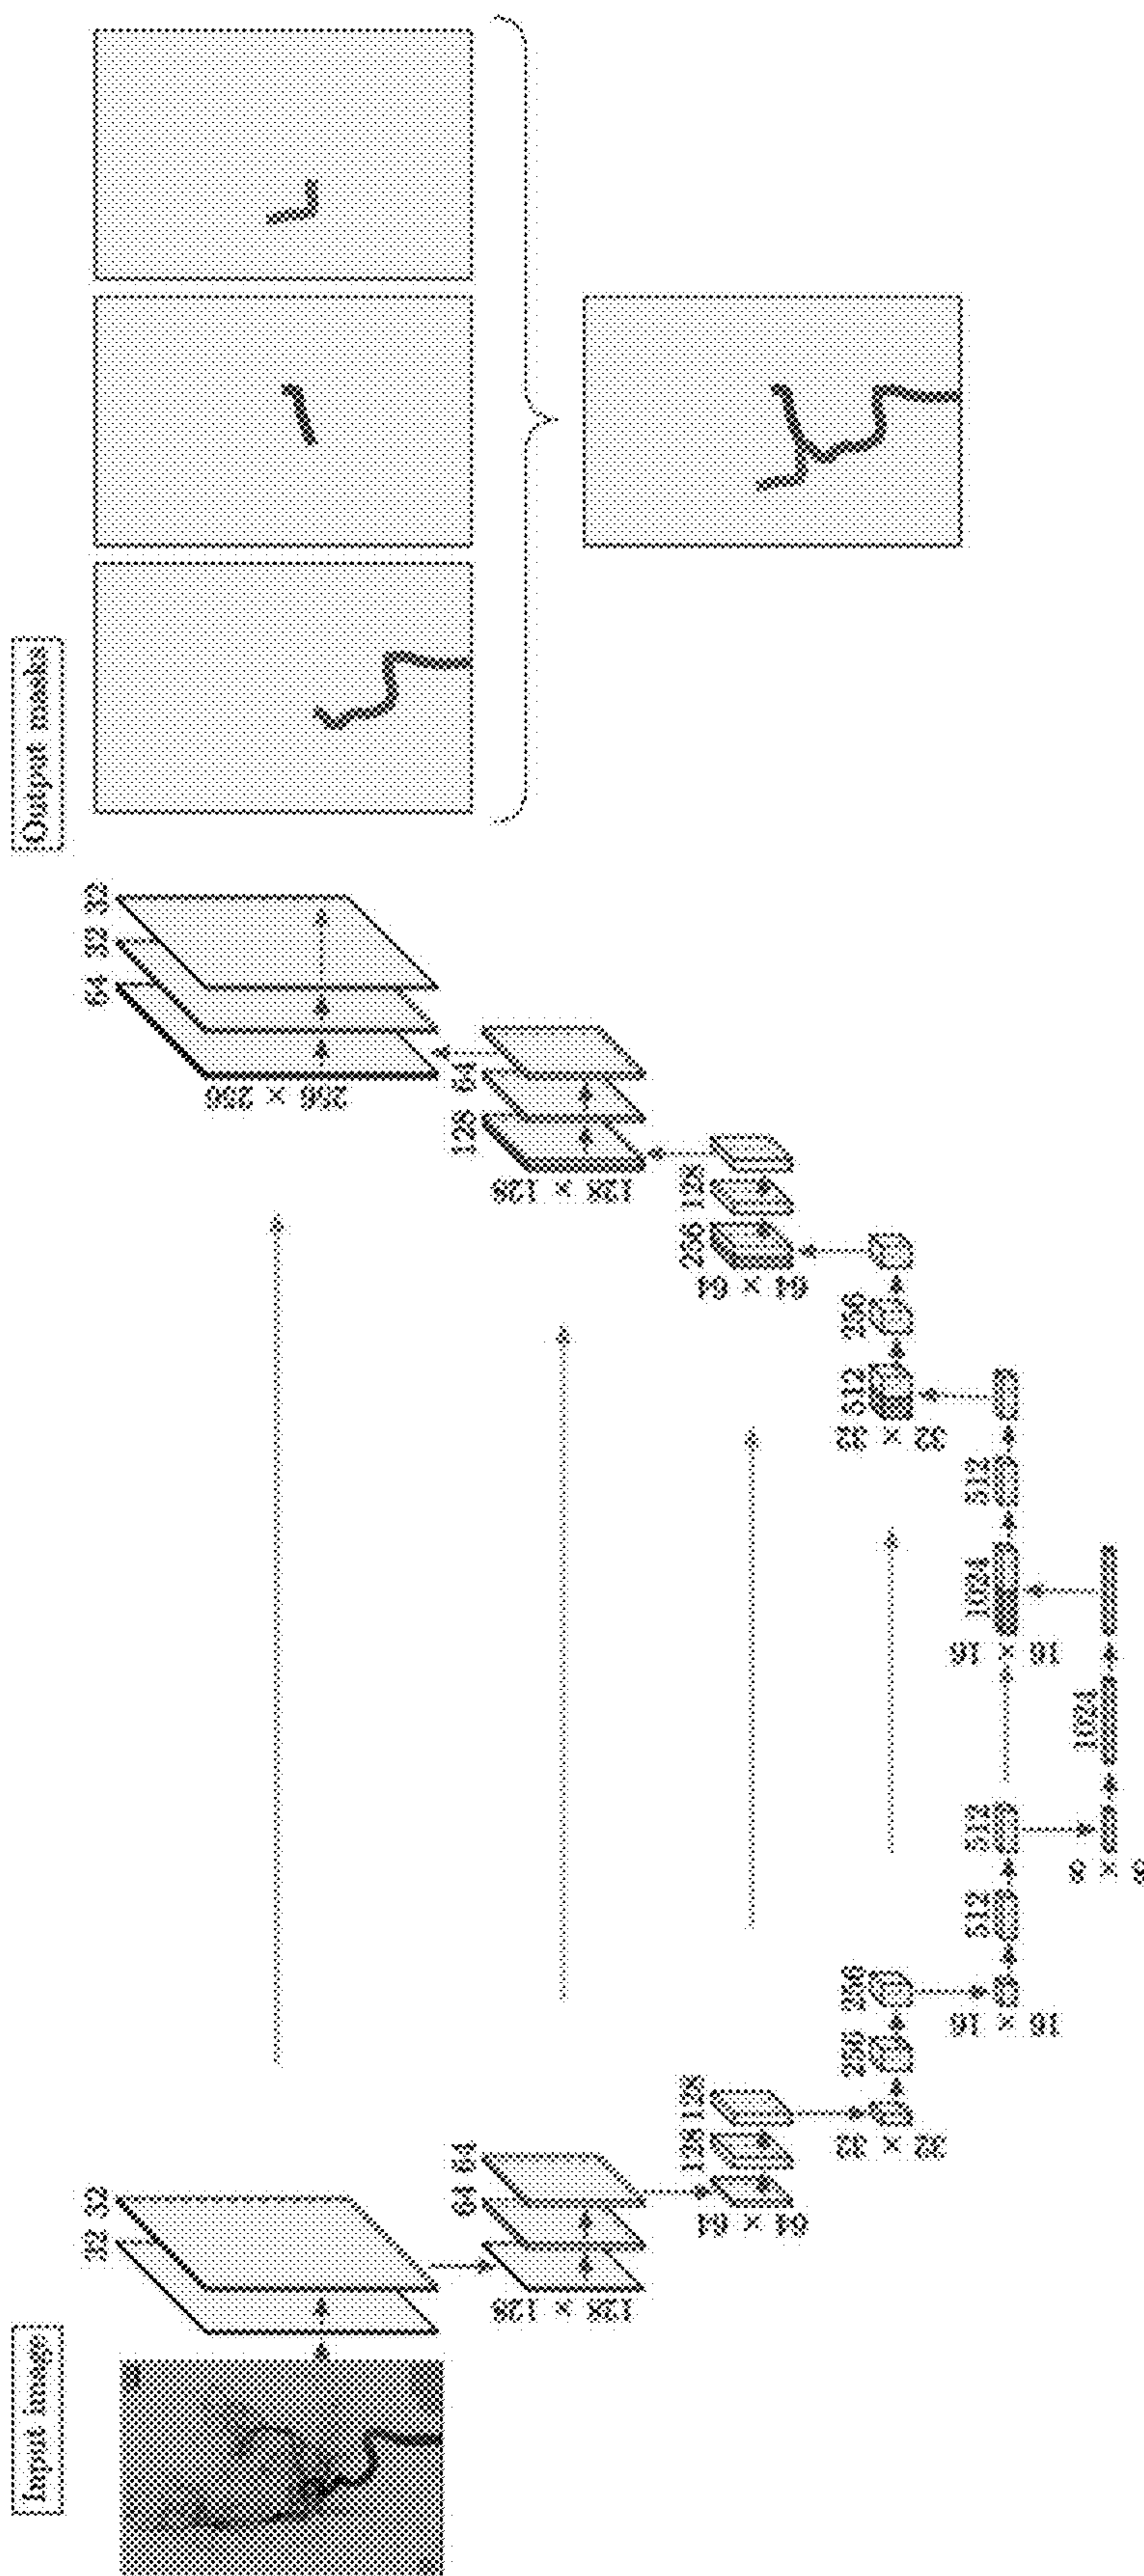 Input image
Output masks
32 32
64 32 32
256 × 256
64 64
128 64
128 × 128
128 × 128
128 128
256 128
64 × 64
64 × 64
256 256
512 256
32 × 32
32 × 32
512 512
1024 512
16 × 16
16 × 16
1024
8 × 8